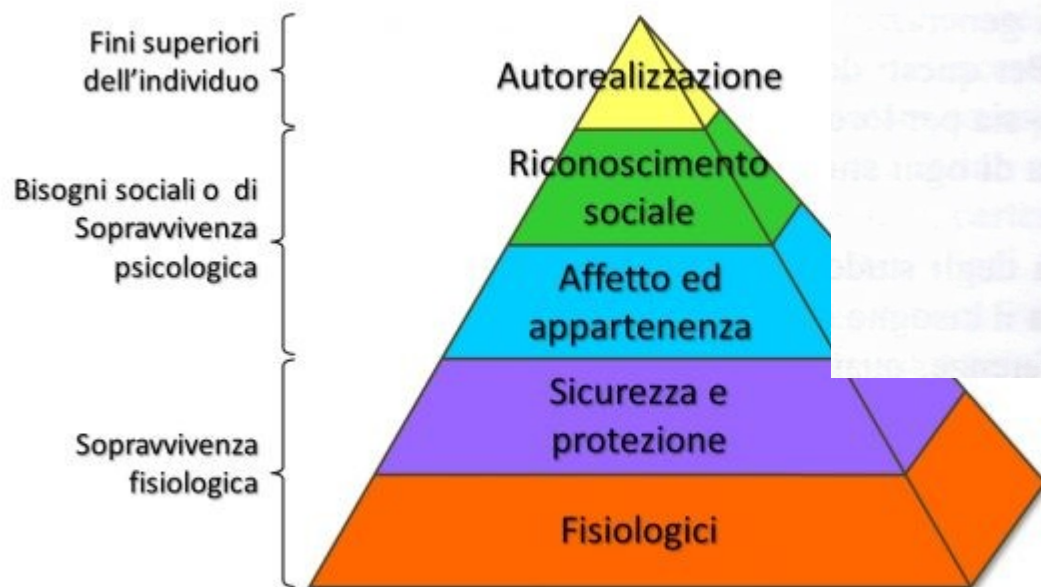 Fini superiori
dell'individuo
Autorealizzazione
Bisogni sociali o di
Sopravvivenza
psicologica
Riconoscimento
sociale
Affetto ed
appartenenza
Sopravvivenza
fisiologica
Sicurezza e
protezione
Fisiologici